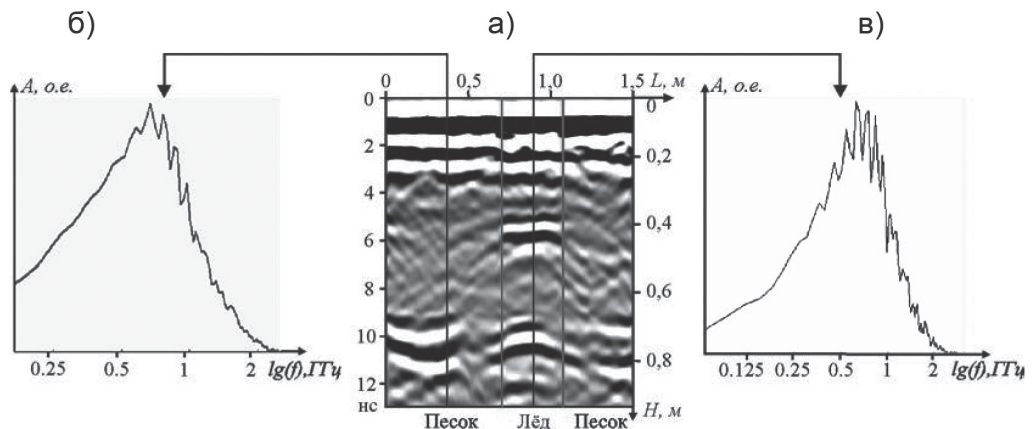 б)
а)
в)
A, о.е.
0.25 0.5 1 2 lg(f),ГТц
0 0,5 1,0 1,5 L, м
0
2
4
6
8
10
12
нс
0
0,2
0,4
0,6
0,8
H, м
Песок Лёд Песок
A, о.е.
0.125 0.25 0.5 1 2 lg(f),ГТц